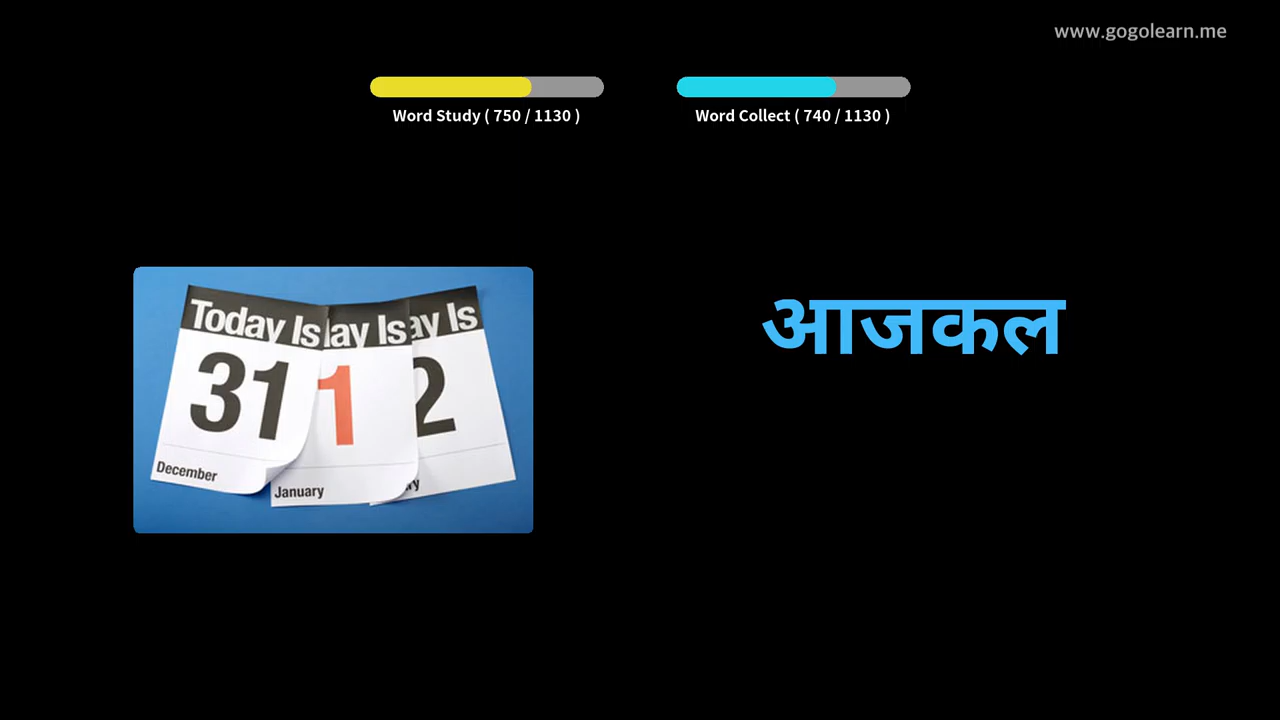 www.gogolearn.me
Word Study ( 750 / 1130 )
Word Collect ( 740 / 1130 )
Today Is
ay Is
ay Is
31
1
2
December
January
ry
आजकल